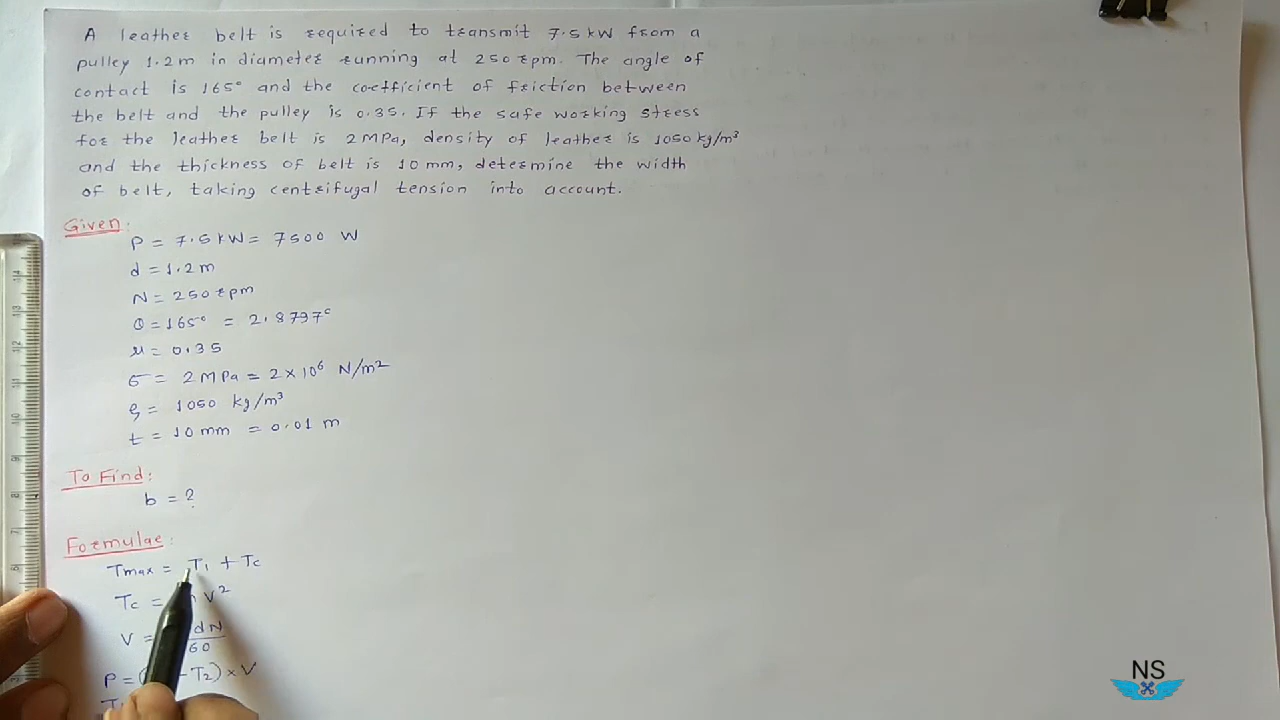 A leather belt is required to transmit 7.5 kW from a
pulley 1.2 m in diameter running at 250 rpm. The angle of
contact is 165° and the coefficient of friction between
the belt and the pulley is 0.35. If the safe working stress
for the leather belt is 2 MPa, density of leather is 1050 kg/m³
and the thickness of belt is 10 mm, determine the width
of belt, taking centrifugal tension into account.
Given:
P = 7.5 kW = 7500 W
d = 1.2 m
N = 250 rpm
θ = 165° = 2.8797ᶜ
μ = 0.35
σ = 2 MPa = 2 × 10⁶ N/m²
ρ = 1050 kg/m³
t = 10 mm = 0.01 m
To Find:
b = ?
Formulae:
Tmax = T1 + Tc
Tc = V²
V = dN
60
P = ( - T2) × V
NS